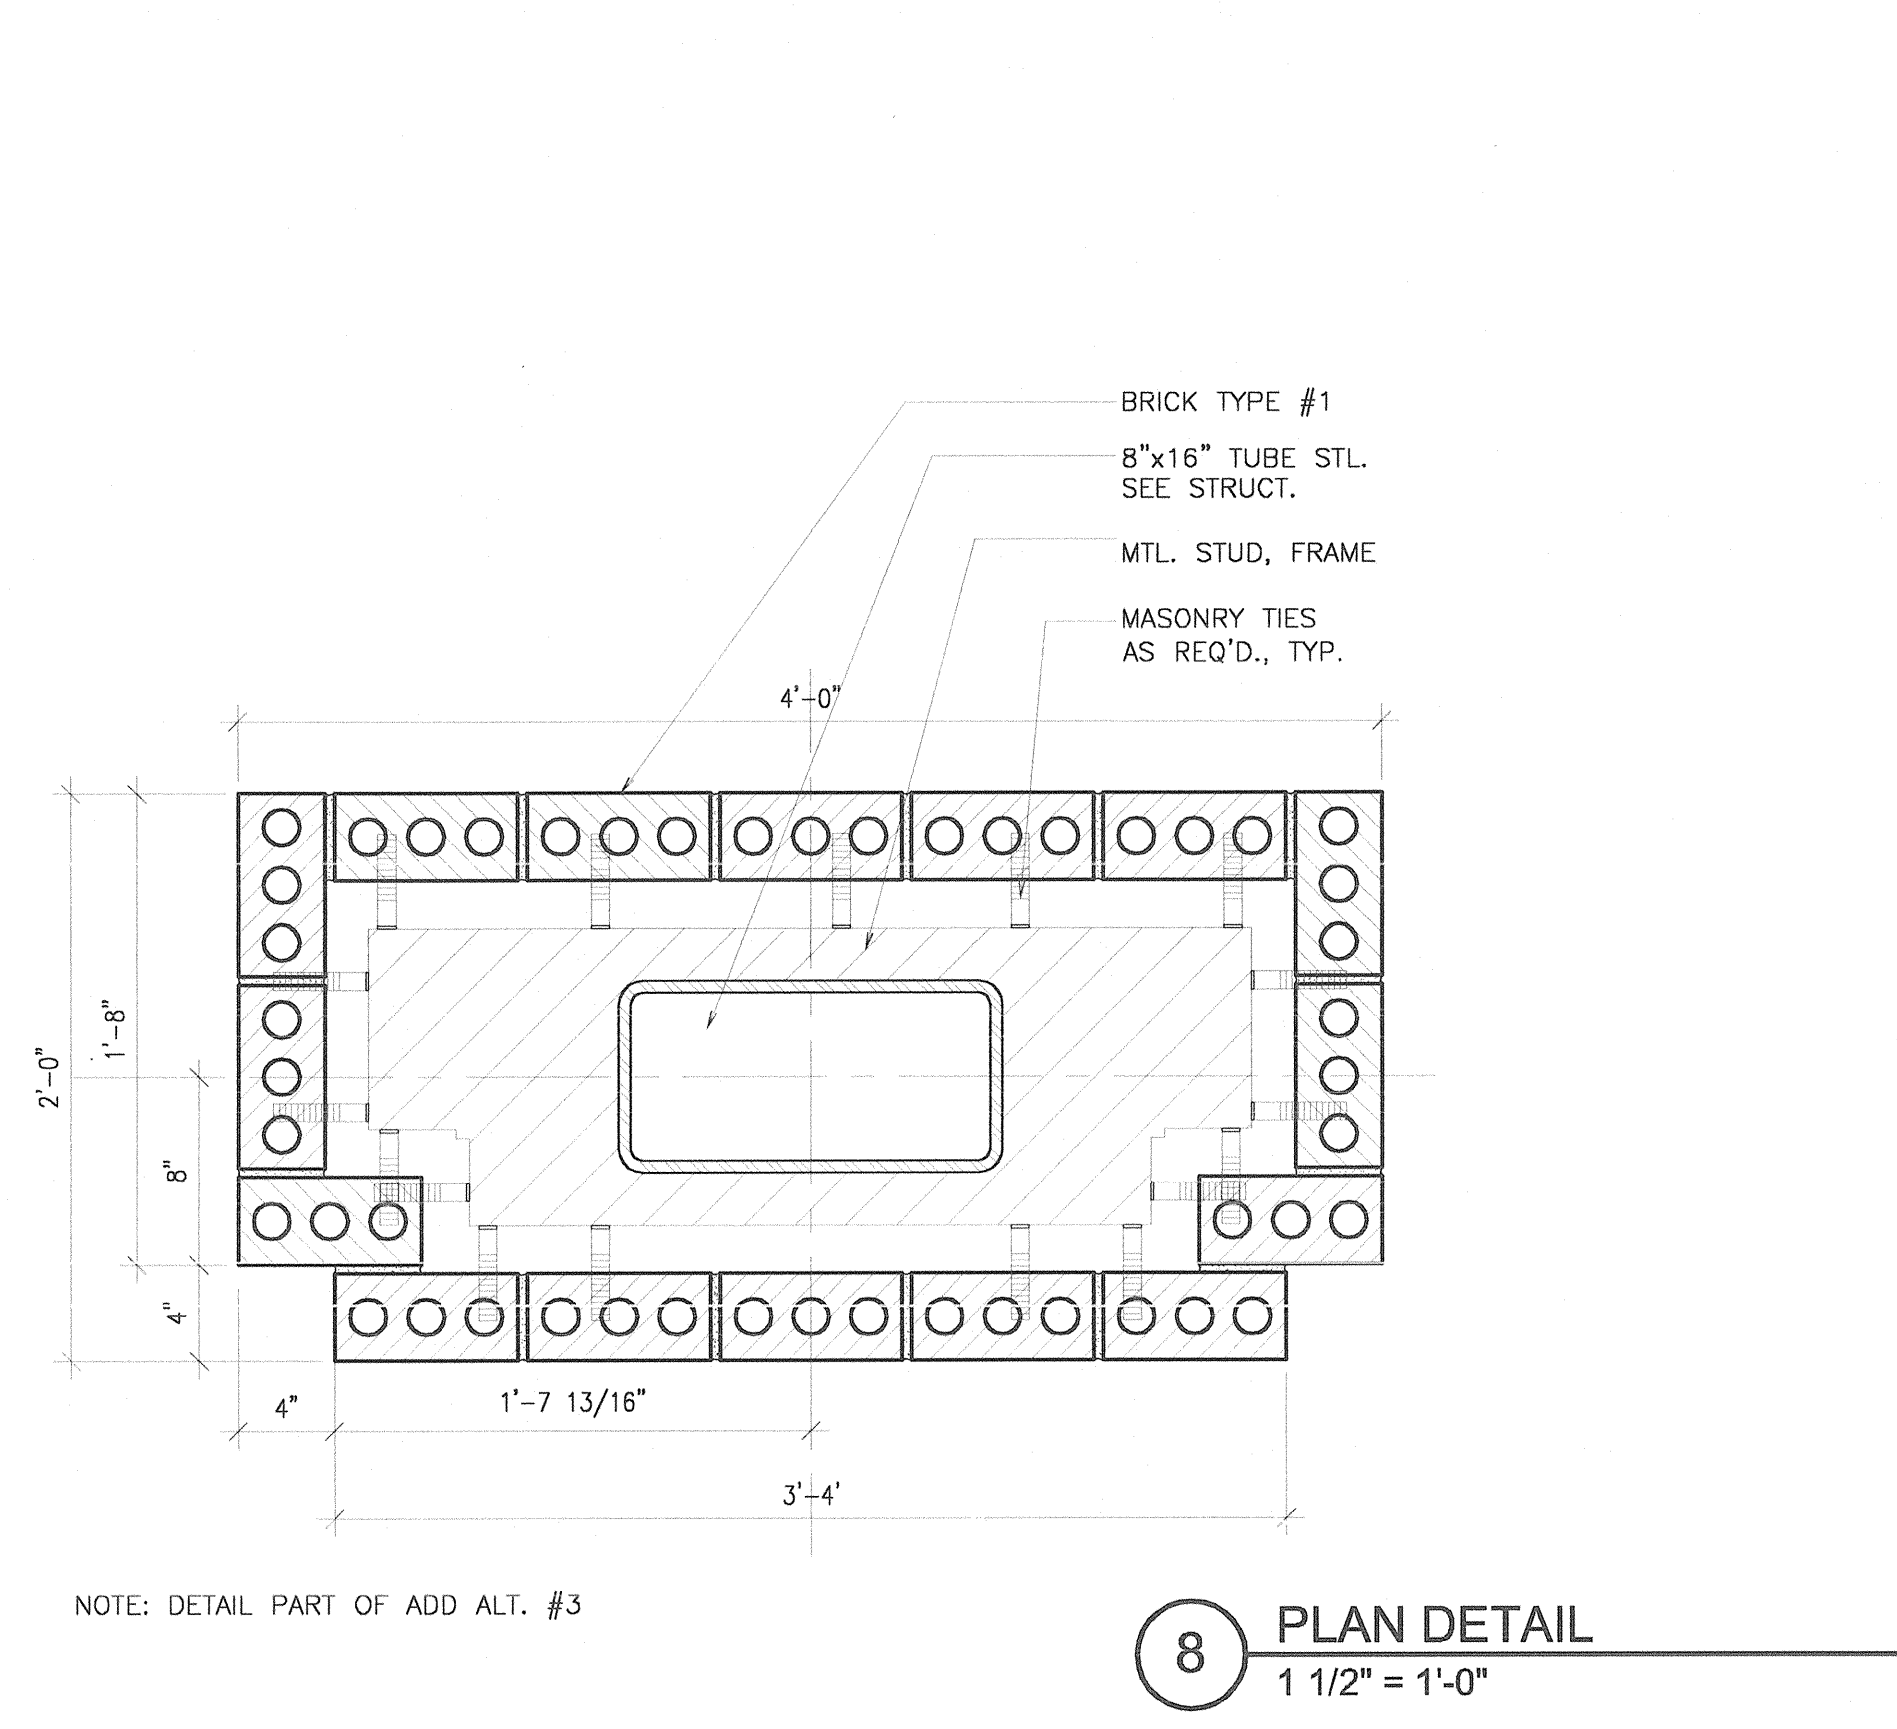 BRICK TYPE #1
8"x16" TUBE STL.
SEE STRUCT.
MTL. STUD, FRAME
MASONRY TIES
AS REQ'D., TYP.
4'-0"
2'-0"
1'-8"
8"
4"
4"
1'-7 13/16"
3'-4'
NOTE: DETAIL PART OF ADD ALT. #3
8
PLAN DETAIL
1 1/2" = 1'-0"